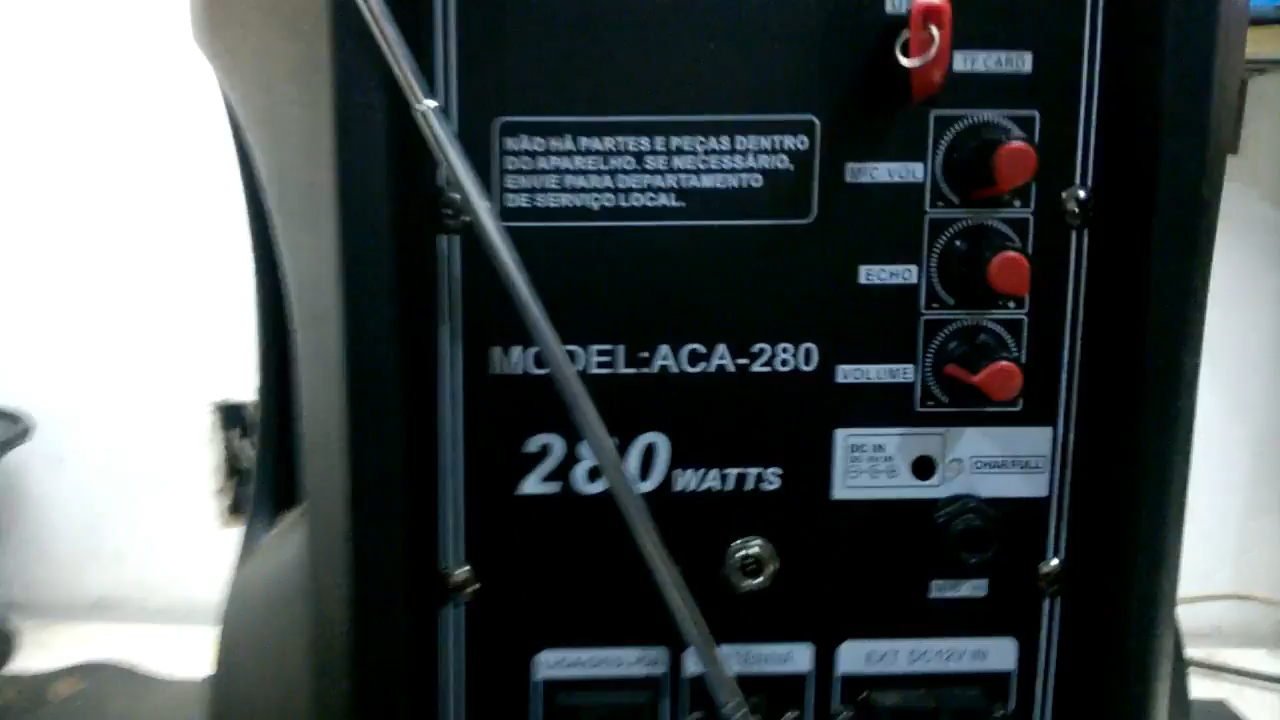 TF CARD
NÃO HÁ PARTES E PEÇAS DENTRO
DO APARELHO. SE NECESSÁRIO,
ENVIE PARA DEPARTAMENTO
DE SERVIÇO LOCAL.
MIC VOL
ECHO
MODEL:ACA-280
VOLUME
280 WATTS
DC IN
CHAR/FULL
EXT DC12V IN